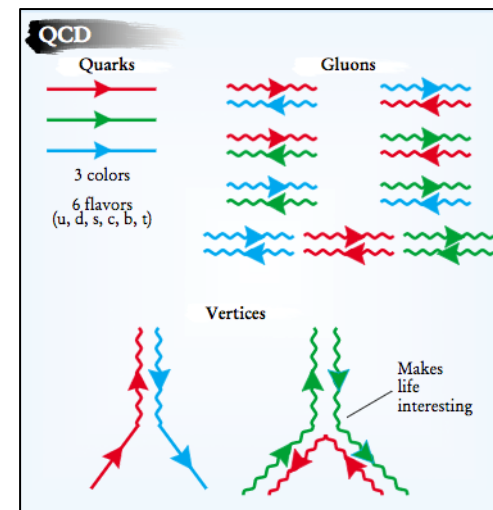 QCD
Quarks
Gluons
3 colors
6 flavors
(u, d, s, c, b, t)
Vertices
Makes
life
interesting